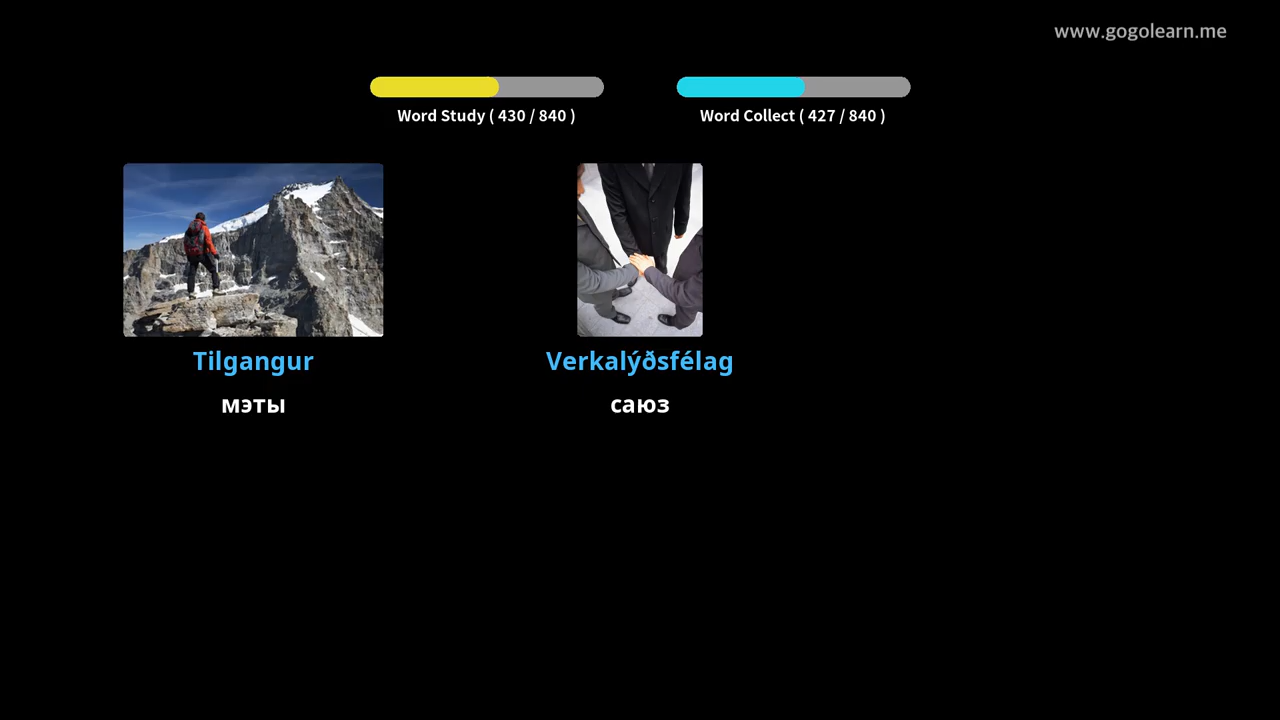 www.gogolearn.me
Word Study ( 430 / 840 )
Word Collect ( 427 / 840 )
Tilgangur
Verkalýðsfélag
мэты
саюз